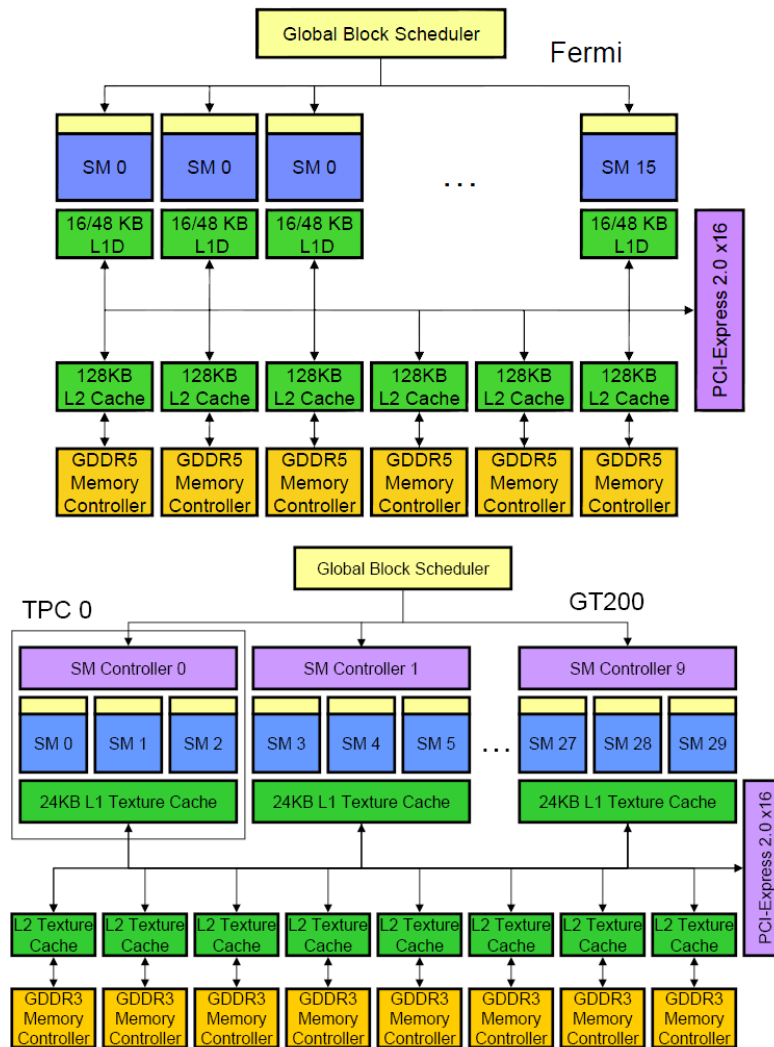 Global Block Scheduler
Fermi
SM 0
SM 0
SM 0
...
SM 15
16/48 KB
L1D
16/48 KB
L1D
16/48 KB
L1D
16/48 KB
L1D
PCI-Express 2.0 x16
128KB
L2 Cache
128KB
L2 Cache
128KB
L2 Cache
128KB
L2 Cache
128KB
L2 Cache
128KB
L2 Cache
GDDR5
Memory
Controller
GDDR5
Memory
Controller
GDDR5
Memory
Controller
GDDR5
Memory
Controller
GDDR5
Memory
Controller
GDDR5
Memory
Controller
Global Block Scheduler
TPC 0
GT200
SM Controller 0
SM Controller 1
SM Controller 9
SM 0
SM 1
SM 2
SM 3
SM 4
SM 5
...
SM 27
SM 28
SM 29
24KB L1 Texture Cache
24KB L1 Texture Cache
24KB L1 Texture Cache
PCI-Express 2.0 x16
L2 Texture
Cache
L2 Texture
Cache
L2 Texture
Cache
L2 Texture
Cache
L2 Texture
Cache
L2 Texture
Cache
L2 Texture
Cache
L2 Texture
Cache
GDDR3
Memory
Controller
GDDR3
Memory
Controller
GDDR3
Memory
Controller
GDDR3
Memory
Controller
GDDR3
Memory
Controller
GDDR3
Memory
Controller
GDDR3
Memory
Controller
GDDR3
Memory
Controller